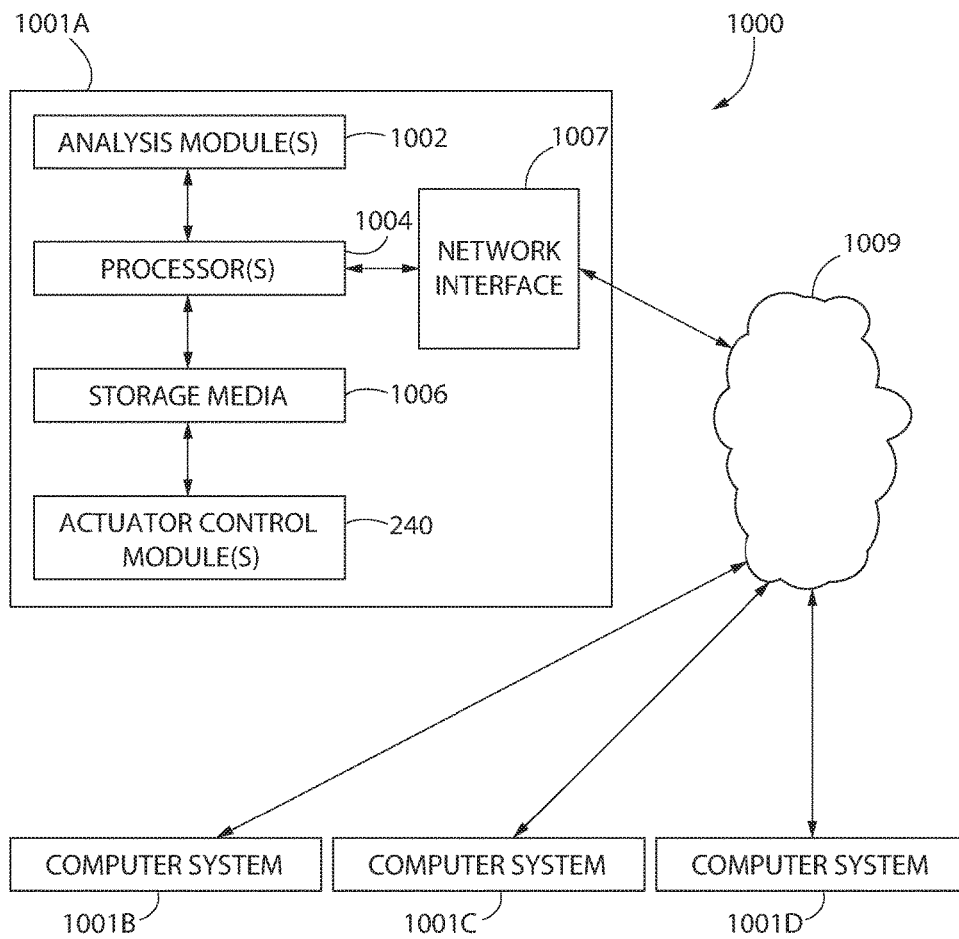 1001A
1000
ANALYSIS MODULE(S)
1002
1007
1004
PROCESSOR(S)
NETWORK
INTERFACE
1009
STORAGE MEDIA
1006
ACTUATOR CONTROL
MODULE(S)
240
COMPUTER SYSTEM
COMPUTER SYSTEM
COMPUTER SYSTEM
1001B
1001C
1001D